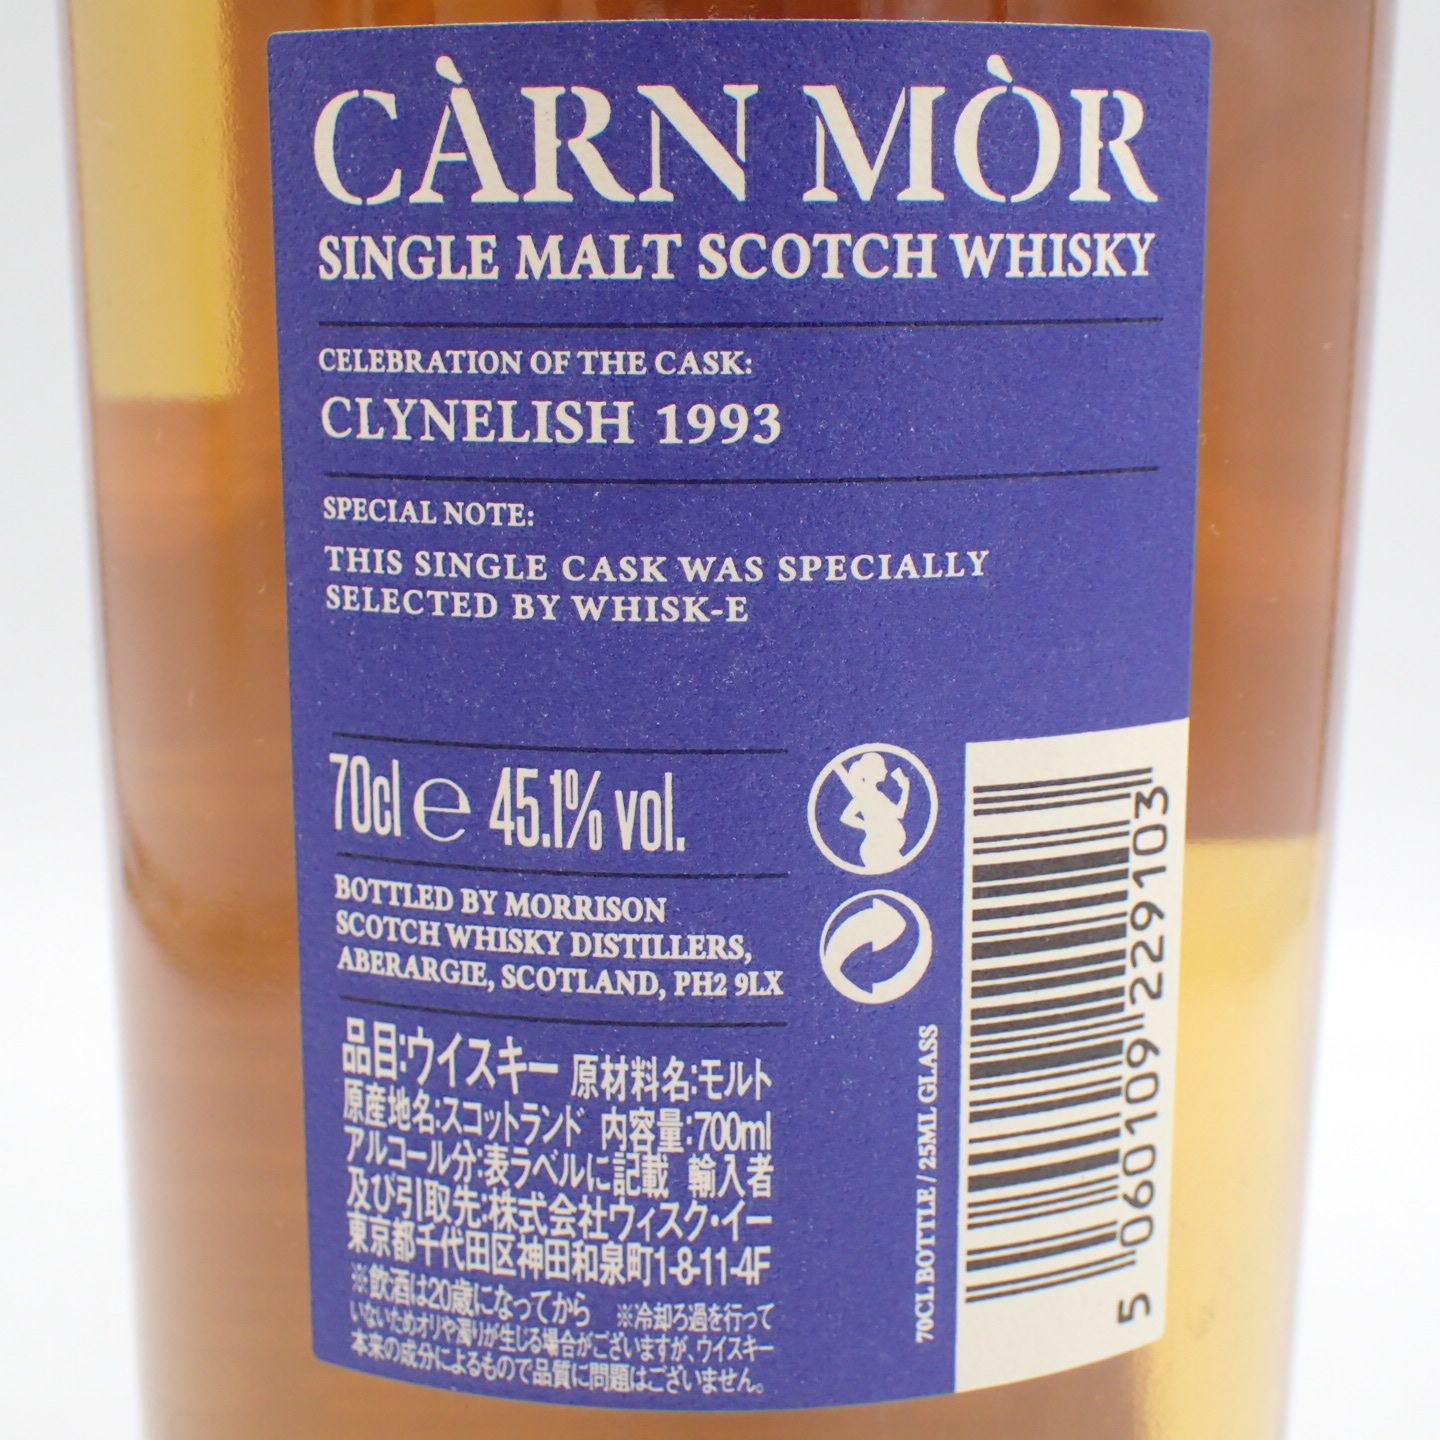 CÀRN MÒR
SINGLE MALT SCOTCH WHISKY
CELEBRATION OF THE CASK:
CLYNELISH 1993
SPECIAL NOTE:
THIS SINGLE CASK WAS SPECIALLY
SELECTED BY WHISK-E
70cl ℮ 45.1% vol.
BOTTLED BY MORRISON
SCOTCH WHISKY DISTILLERS,
ABERARGIE, SCOTLAND, PH2 9LX
品目:ウイスキー 原材料名:モルト
原産地名:スコットランド 内容量:700ml
アルコール分:表ラベルに記載 輸入者
及び引取先:株式会社ウィスク・イー
東京都千代田区神田和泉町1-8-11-4F
※飲酒は20歳になってから ※冷却ろ過を行って
いないためオリや濁りが生じる場合がございますが、ウイスキー
本来の成分によるもので品質に問題はございません。
70CL BOTTLE / 25ML GLASS
5 060109 229103